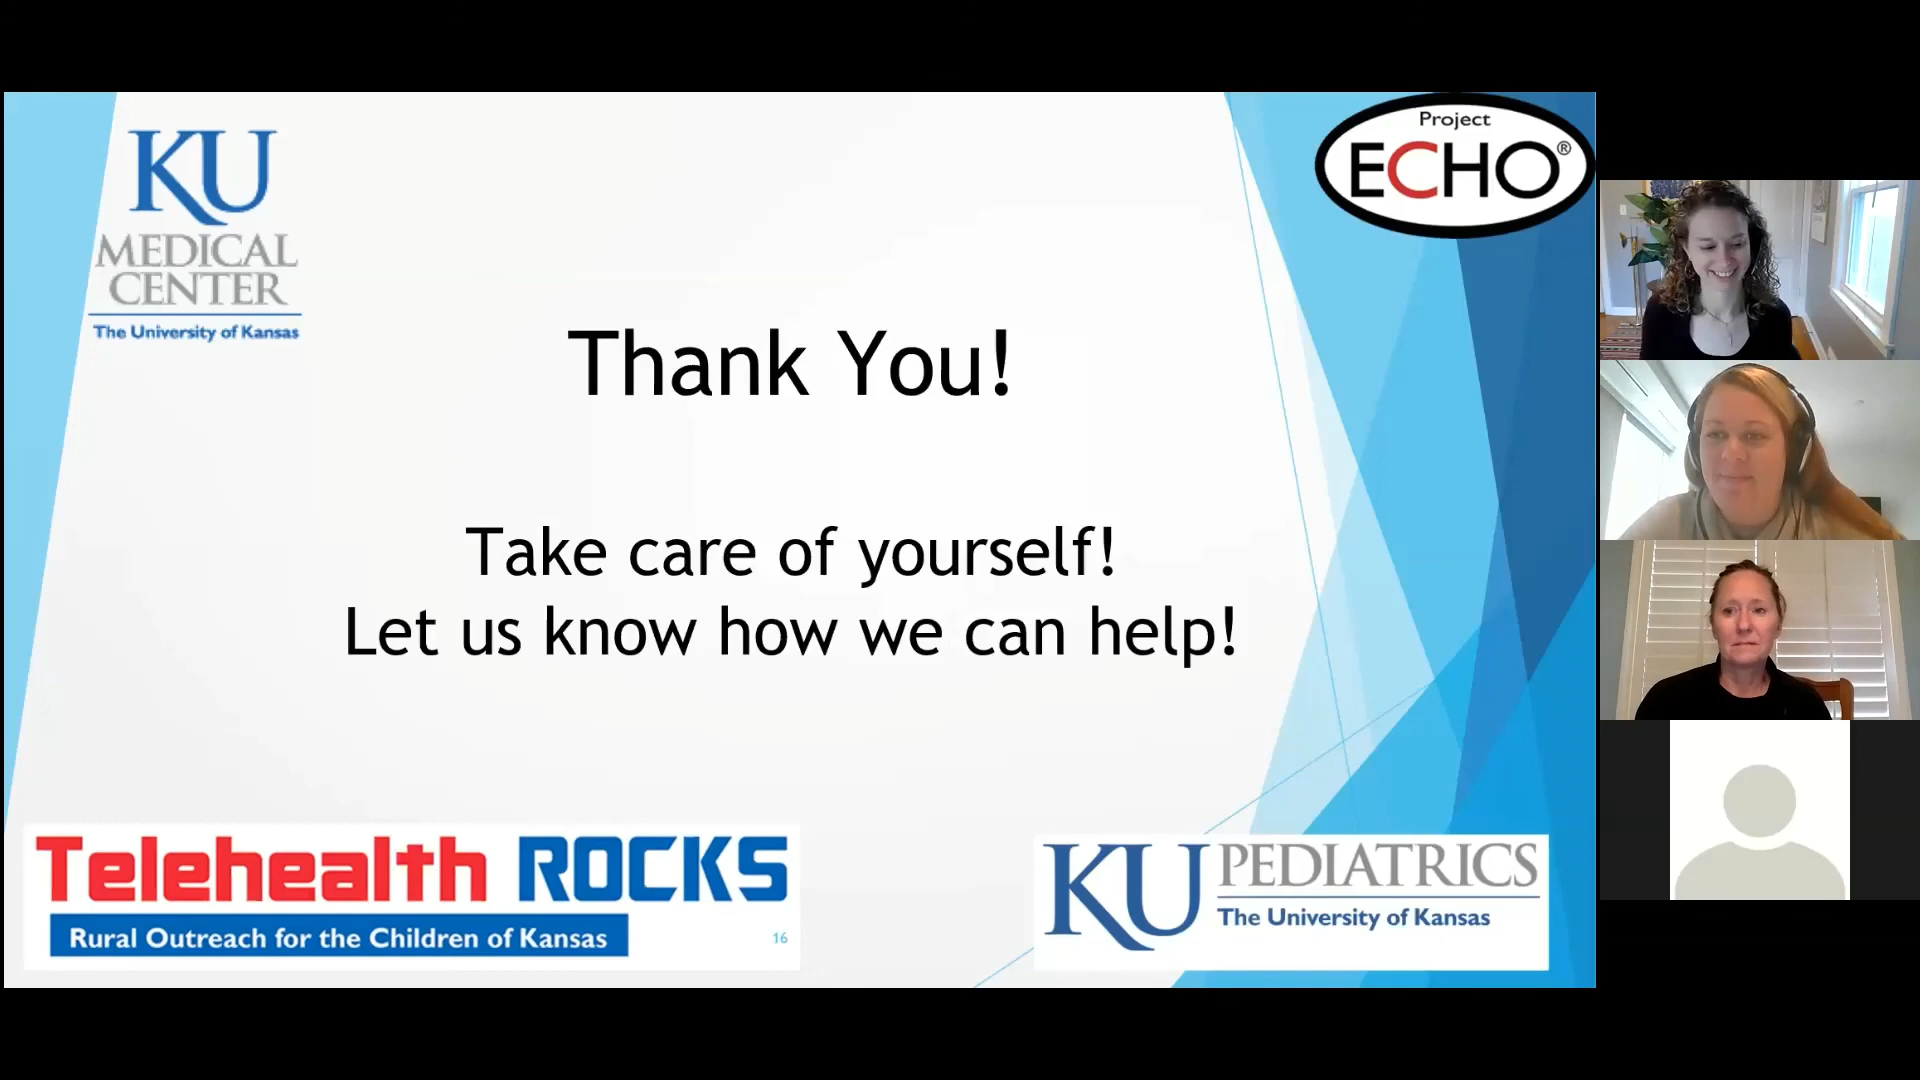 Project
ECHO®
KU
MEDICAL
CENTER
The University of Kansas
Thank You!
Take care of yourself!
Let us know how we can help!
Telehealth ROCKS
Rural Outreach for the Children of Kansas
16
KU PEDIATRICS
The University of Kansas